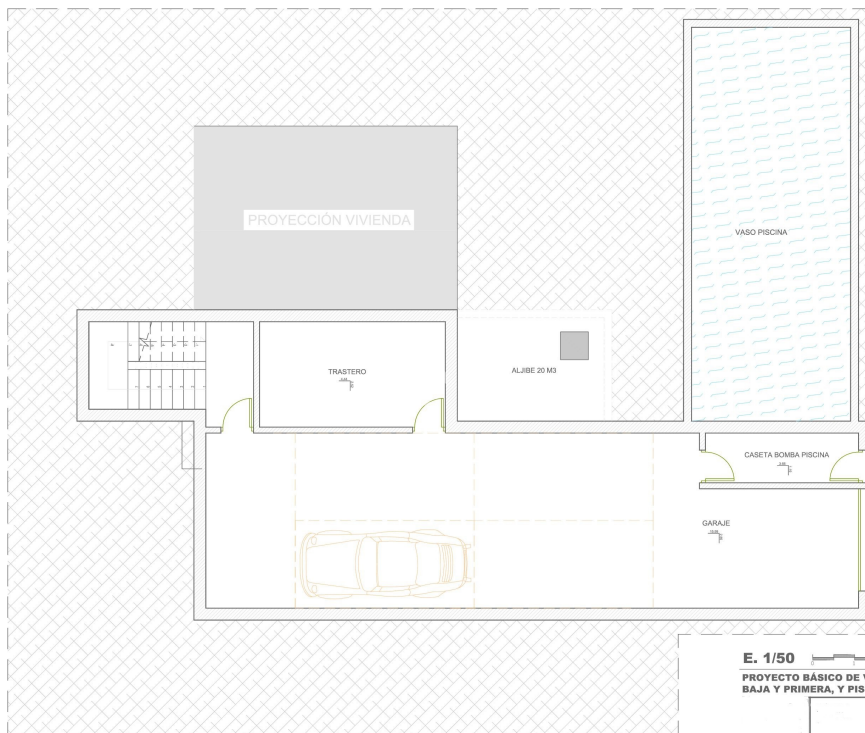 PROYECCIÓN VIVIENDA
VASO PISCINA
TRASTERO
ALJIBE 20 M3
CASETA BOMBA PISCINA
GARAJE
E. 1/50
PROYECTO BÁSICO DE
BAJA Y PRIMERA, Y PIS